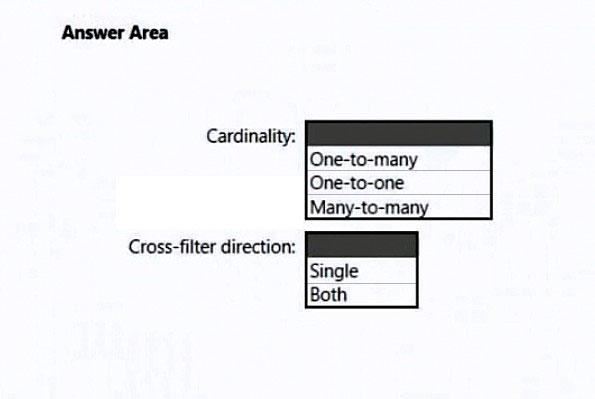 Answer Area
Cardinality:
One-to-many
One-to-one
Many-to-many
Cross-filter direction:
Single
Both